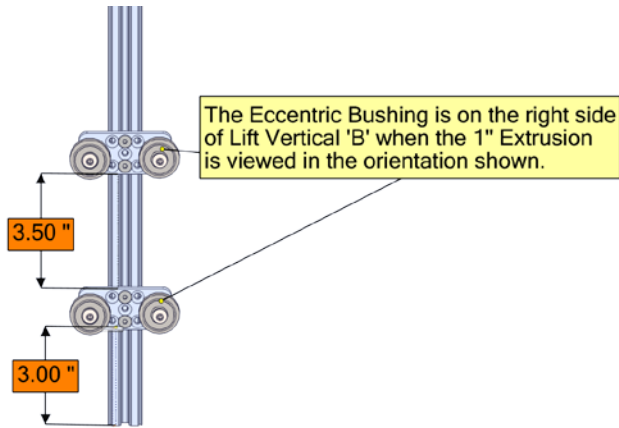 The Eccentric Bushing is on the right side
of Lift Vertical 'B' when the 1" Extrusion
is viewed in the orientation shown.
3.50 "
3.00 "